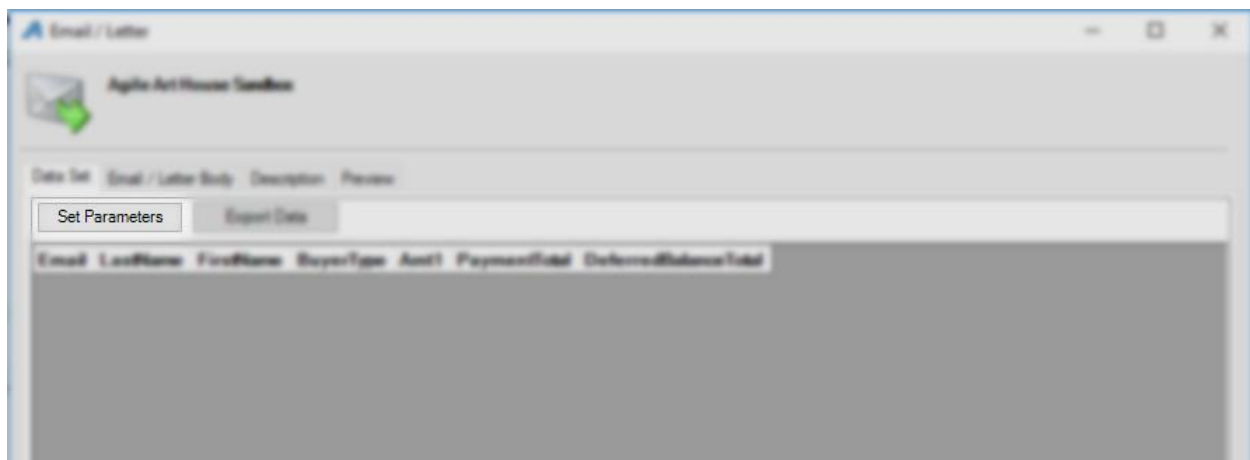 Email / Letter
Agile Art House Sandbox
Data Set Email / Letter Body Description Preview
Set Parameters Export Data
Email LastName FirstName BuyerType Amt1 PaymentTotal DeferredBalanceTotal